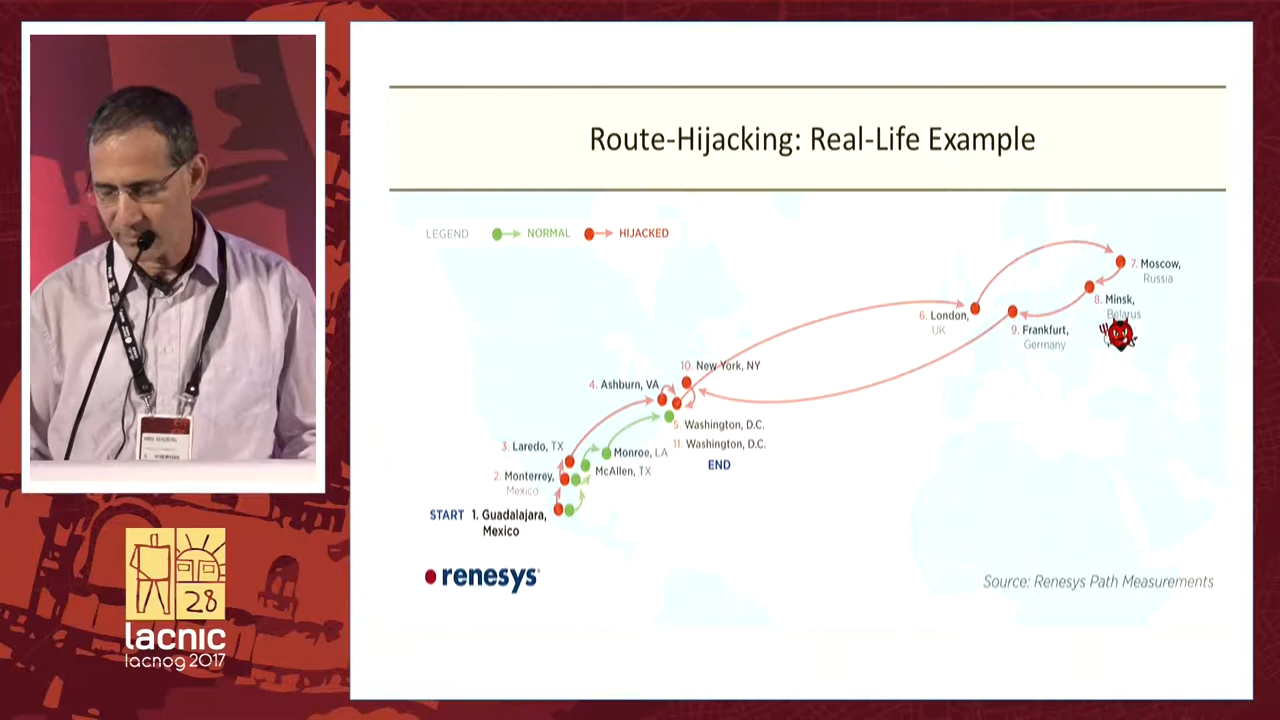 Route-Hijacking: Real-Life Example
LEGEND NORMAL HIJACKED
7. Moscow,
Russia
8. Minsk,
Belarus
6. London,
UK
9. Frankfurt,
Germany
10. New York, NY
4. Ashburn, VA
5. Washington, D.C.
11. Washington, D.C.
END
3. Laredo, TX
Monroe, LA
McAllen, TX
2. Monterrey,
Mexico
START 1. Guadalajara,
Mexico
renesys
Source: Renesys Path Measurements
28
lacnic
lacnog 2017